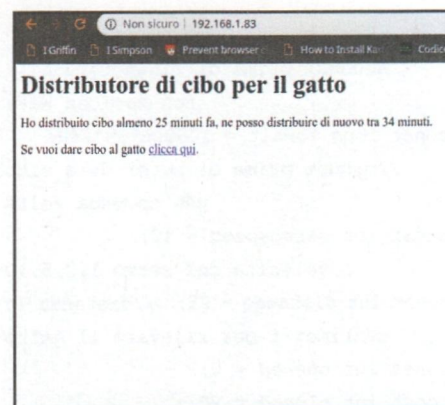 Non sicuro | 192.168.1.83
I Griffin I Simpson Prevent browser How to Install Codice
Distributore di cibo per il gatto
Ho distribuito cibo almeno 25 minuti fa, ne posso distribuire di nuovo tra 34 minuti.
Se vuoi dare cibo al gatto clicca qui.